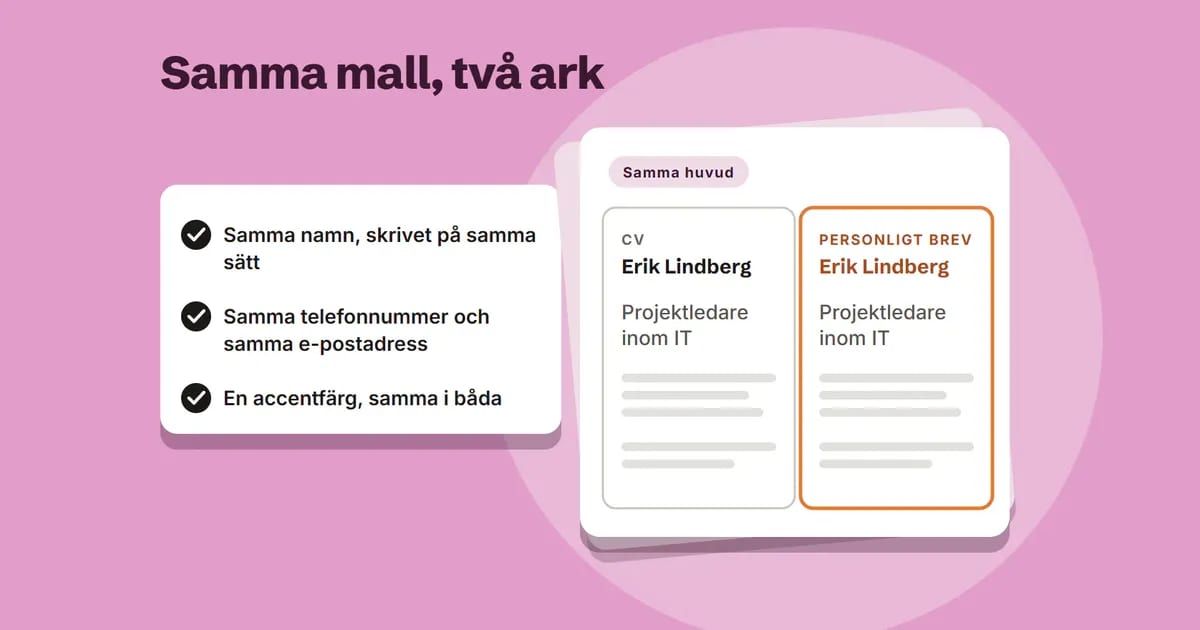 Samma mall, två ark
Samma namn, skrivet på samma
sätt
Samma telefonnummer och
samma e-postadress
En accentfärg, samma i båda
Samma huvud
CV
Erik Lindberg
Projektledare
inom IT
PERSONLIGT BREV
Erik Lindberg
Projektledare
inom IT